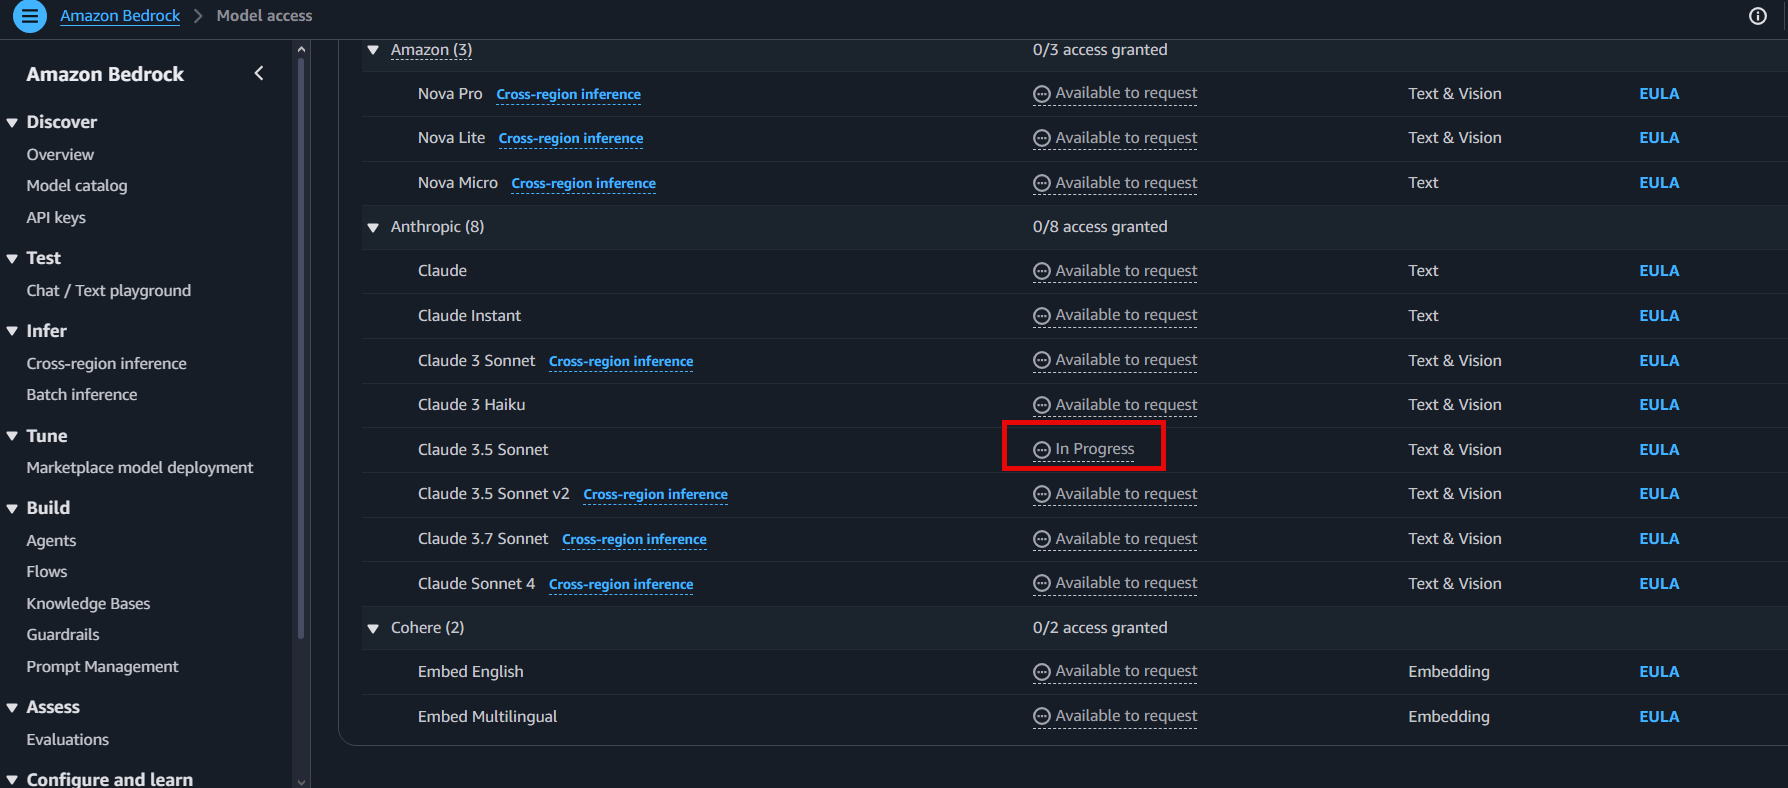 Amazon Bedrock > Model access
Amazon Bedrock
Discover
Overview
Model catalog
API keys
Test
Chat / Text playground
Infer
Cross-region inference
Batch inference
Tune
Marketplace model deployment
Build
Agents
Flows
Knowledge Bases
Guardrails
Prompt Management
Assess
Evaluations
Configure and learn
Amazon (3) 0/3 access granted
Nova Pro Cross-region inference Available to request Text & Vision EULA
Nova Lite Cross-region inference Available to request Text & Vision EULA
Nova Micro Cross-region inference Available to request Text EULA
Anthropic (8) 0/8 access granted
Claude Available to request Text EULA
Claude Instant Available to request Text EULA
Claude 3 Sonnet Cross-region inference Available to request Text & Vision EULA
Claude 3 Haiku Available to request Text & Vision EULA
Claude 3.5 Sonnet In Progress Text & Vision EULA
Claude 3.5 Sonnet v2 Cross-region inference Available to request Text & Vision EULA
Claude 3.7 Sonnet Cross-region inference Available to request Text & Vision EULA
Claude Sonnet 4 Cross-region inference Available to request Text & Vision EULA
Cohere (2) 0/2 access granted
Embed English Available to request Embedding EULA
Embed Multilingual Available to request Embedding EULA